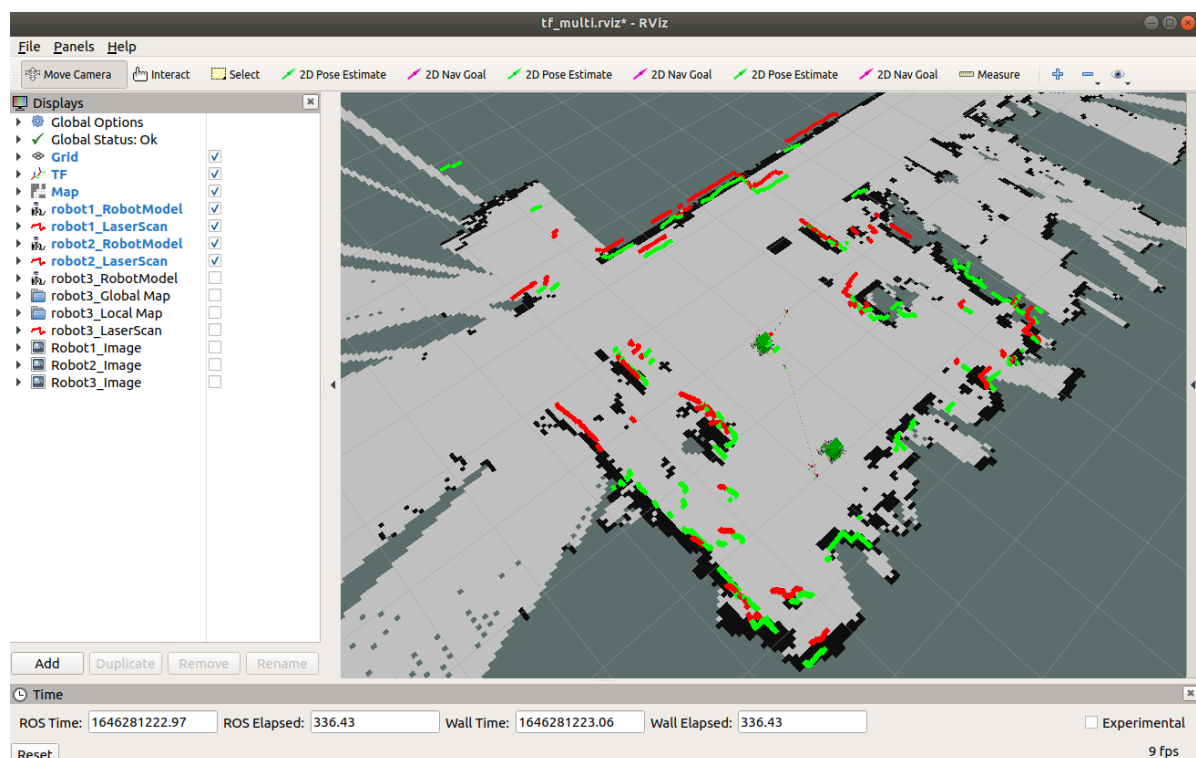 tf_multi.rviz* - RViz
File Panels Help
Move Camera Interact Select 2D Pose Estimate 2D Nav Goal 2D Pose Estimate 2D Nav Goal 2D Pose Estimate 2D Nav Goal Measure
Displays
Global Options
Global Status: Ok
Grid
TF
Map
robot1_RobotModel
robot1_LaserScan
robot2_RobotModel
robot2_LaserScan
robot3_RobotModel
robot3_Global Map
robot3_Local Map
robot3_LaserScan
Robot1_Image
Robot2_Image
Robot3_Image
Add Duplicate Remove Rename
Time
ROS Time: 1646281222.97 ROS Elapsed: 336.43 Wall Time: 1646281223.06 Wall Elapsed: 336.43 Experimental
Reset 9 fps